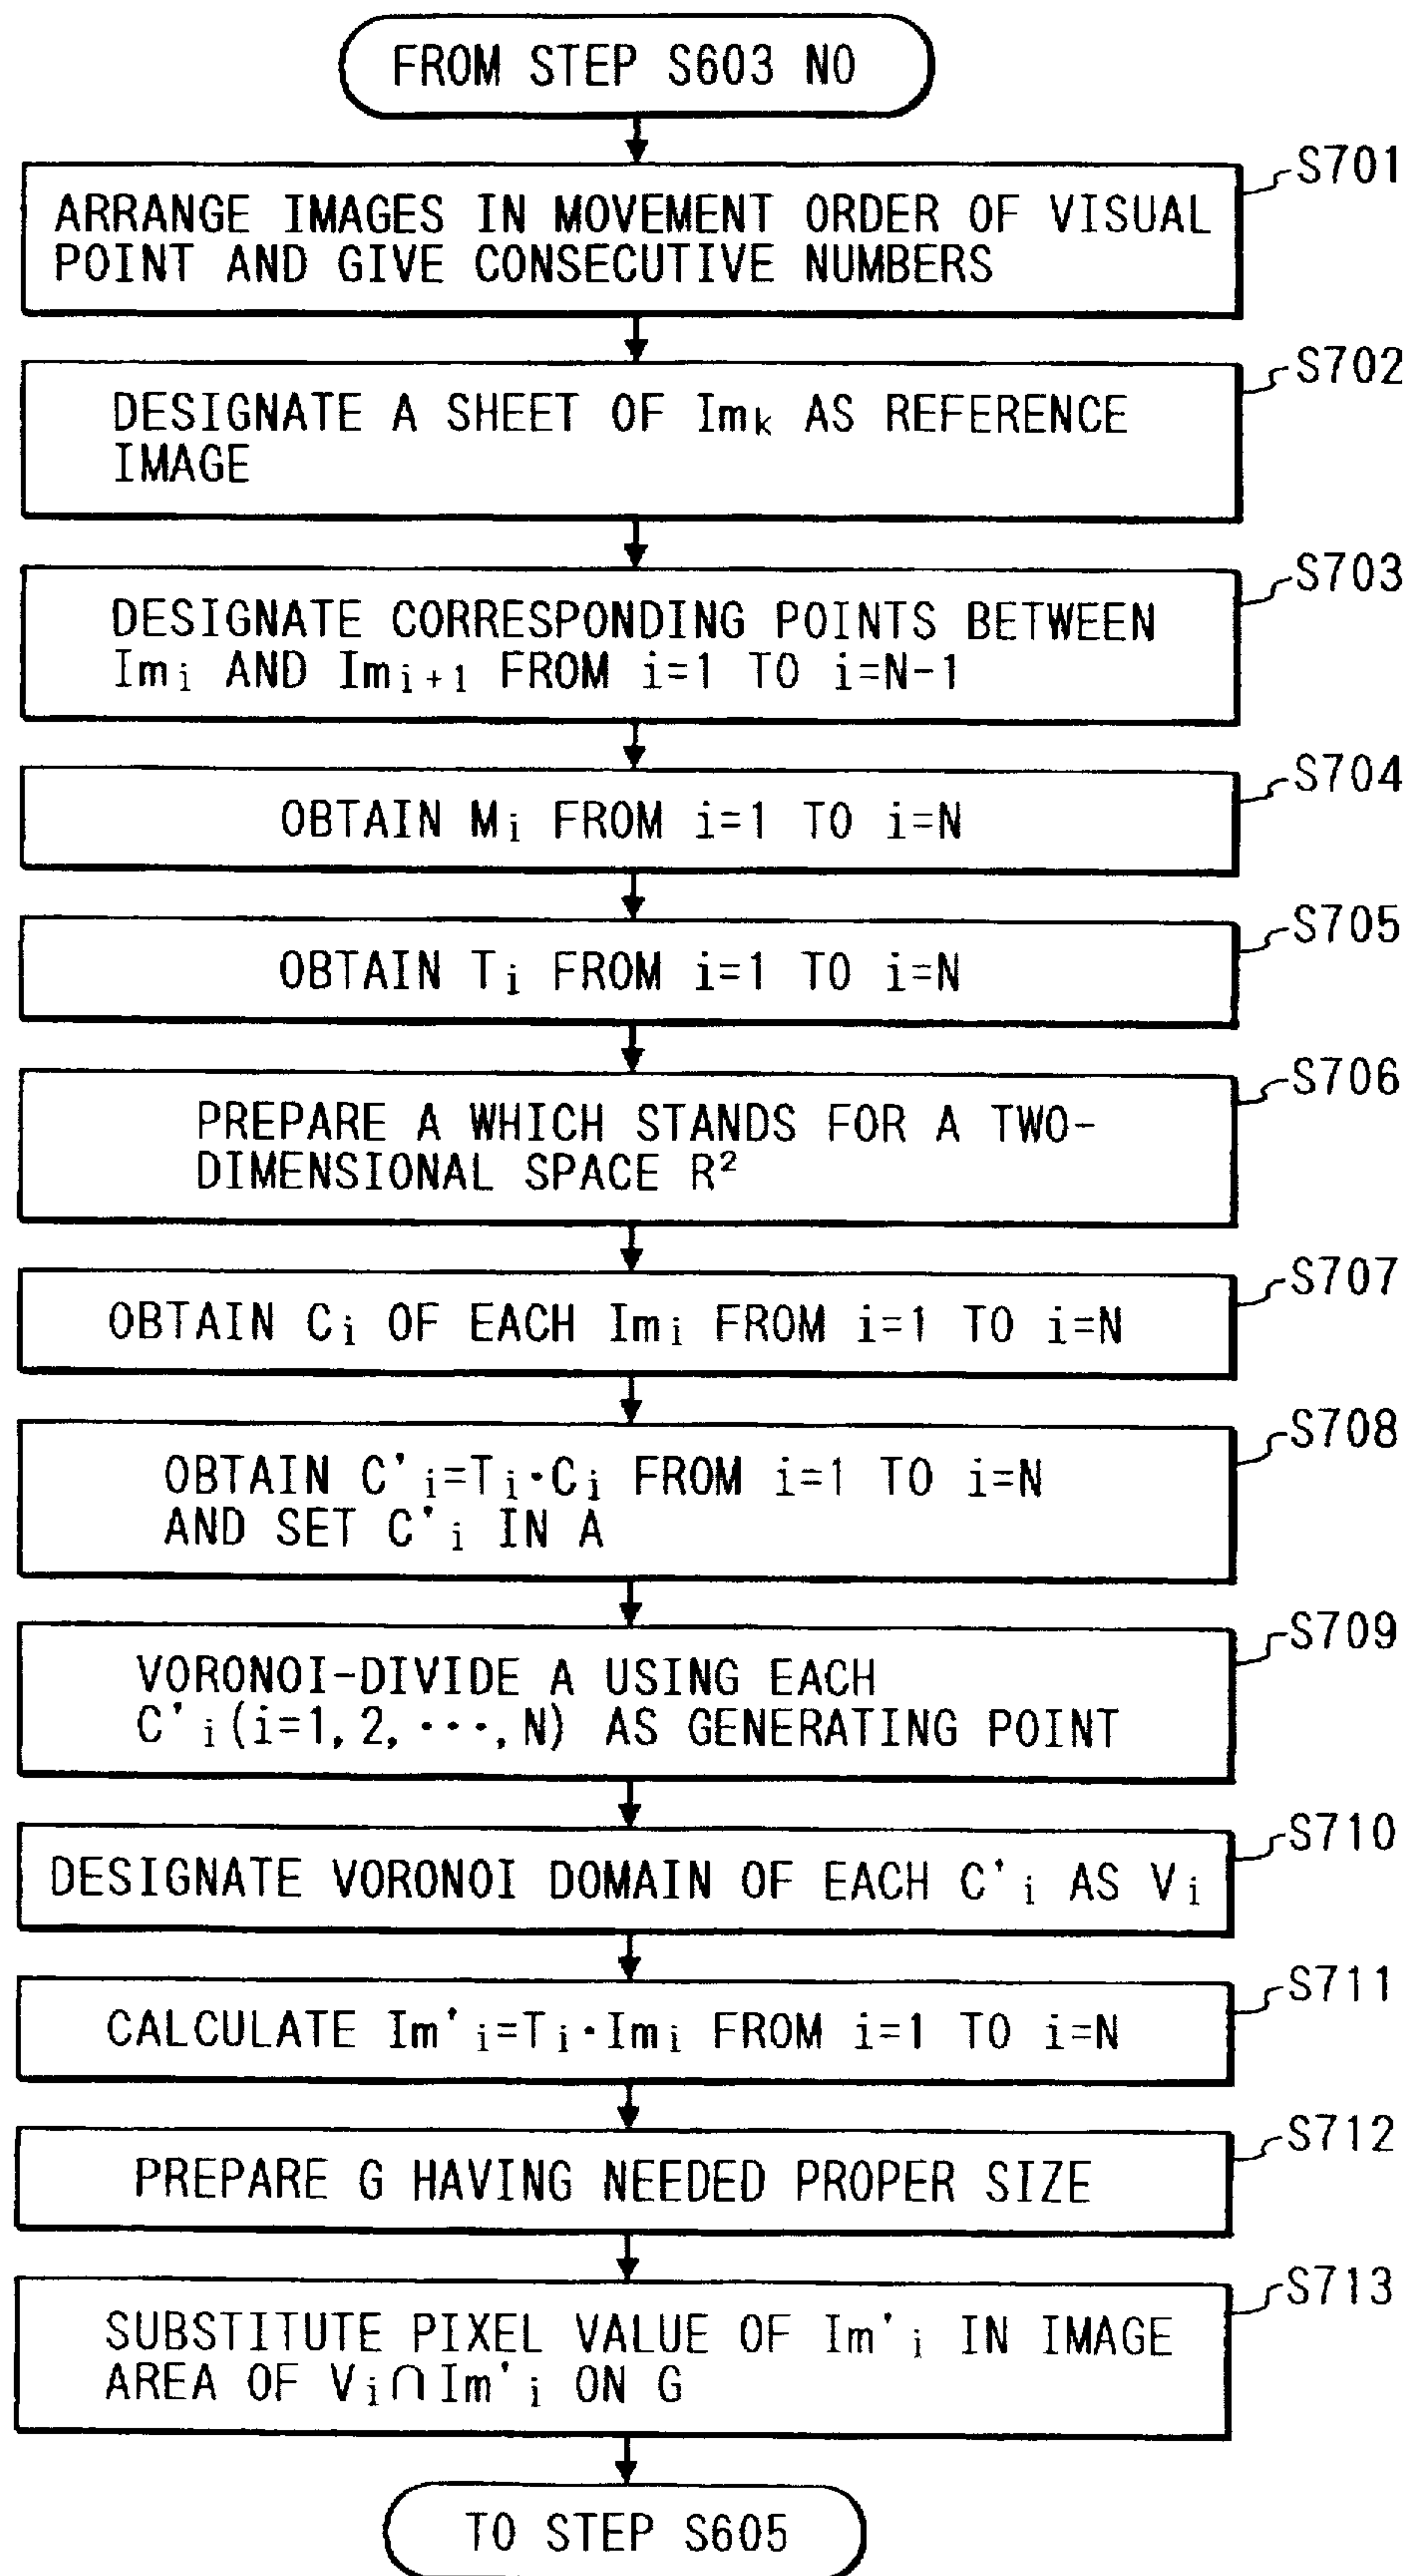 FROM STEP S603 NO
S701
ARRANGE IMAGES IN MOVEMENT ORDER OF VISUAL
POINT AND GIVE CONSECUTIVE NUMBERS
S702
DESIGNATE A SHEET OF Imₖ AS REFERENCE
IMAGE
S703
DESIGNATE CORRESPONDING POINTS BETWEEN
Imᵢ AND Imᵢ₊₁ FROM i=1 TO i=N-1
S704
OBTAIN Mᵢ FROM i=1 TO i=N
S705
OBTAIN Tᵢ FROM i=1 TO i=N
S706
PREPARE A WHICH STANDS FOR A TWO-
DIMENSIONAL SPACE R²
S707
OBTAIN Cᵢ OF EACH Imᵢ FROM i=1 TO i=N
S708
OBTAIN C'ᵢ=Tᵢ·Cᵢ FROM i=1 TO i=N
AND SET C'ᵢ IN A
S709
VORONOI-DIVIDE A USING EACH
C'ᵢ(i=1, 2, ···, N) AS GENERATING POINT
S710
DESIGNATE VORONOI DOMAIN OF EACH C'ᵢ AS Vᵢ
S711
CALCULATE Im'ᵢ=Tᵢ·Imᵢ FROM i=1 TO i=N
S712
PREPARE G HAVING NEEDED PROPER SIZE
S713
SUBSTITUTE PIXEL VALUE OF Im'ᵢ IN IMAGE
AREA OF Vᵢ∩Im'ᵢ ON G
TO STEP S605